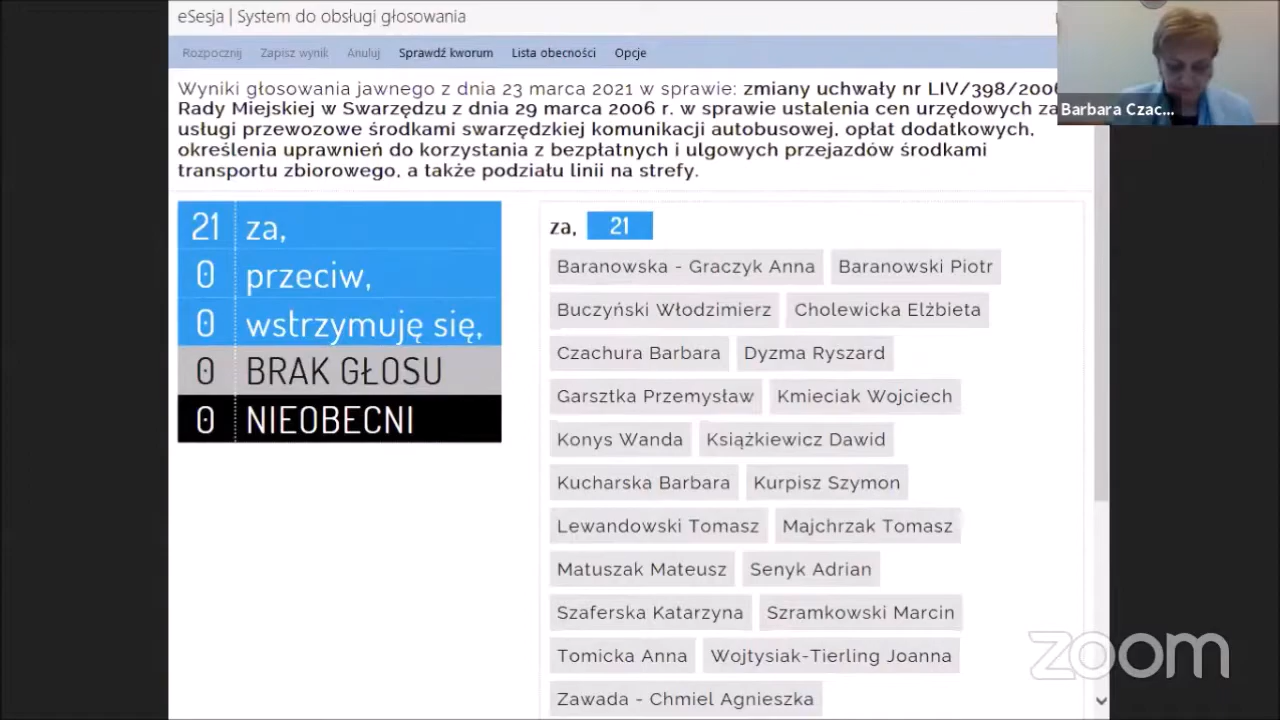 eSesja | System do obsługi głosowania
Rozpocznij Zapisz wynik Anuluj Sprawdź kworum Lista obecności Opcje
Wyniki głosowania jawnego z dnia 23 marca 2021 w sprawie: zmiany uchwały nr LIV/398/2006
Rady Miejskiej w Swarzędzu z dnia 29 marca 2006 r. w sprawie ustalenia cen urzędowych za
usługi przewozowe środkami swarzędzkiej komunikacji autobusowej, opłat dodatkowych,
określenia uprawnień do korzystania z bezpłatnych i ulgowych przejazdów środkami
transportu zbiorowego, a także podziału linii na strefy.
Barbara Czac...
21 za,
0 przeciw,
0 wstrzymuję się,
0 BRAK GŁOSU
0 NIEOBECNI
za, 21
Baranowska - Graczyk Anna Baranowski Piotr
Buczyński Włodzimierz Cholewicka Elżbieta
Czachura Barbara Dyzma Ryszard
Garsztka Przemysław Kmieciak Wojciech
Konys Wanda Książkiewicz Dawid
Kucharska Barbara Kurpisz Szymon
Lewandowski Tomasz Majchrzak Tomasz
Matuszak Mateusz Senyk Adrian
Szaferska Katarzyna Szramkowski Marcin
Tomicka Anna Wojtysiak-Tierling Joanna
Zawada - Chmiel Agnieszka
zoom